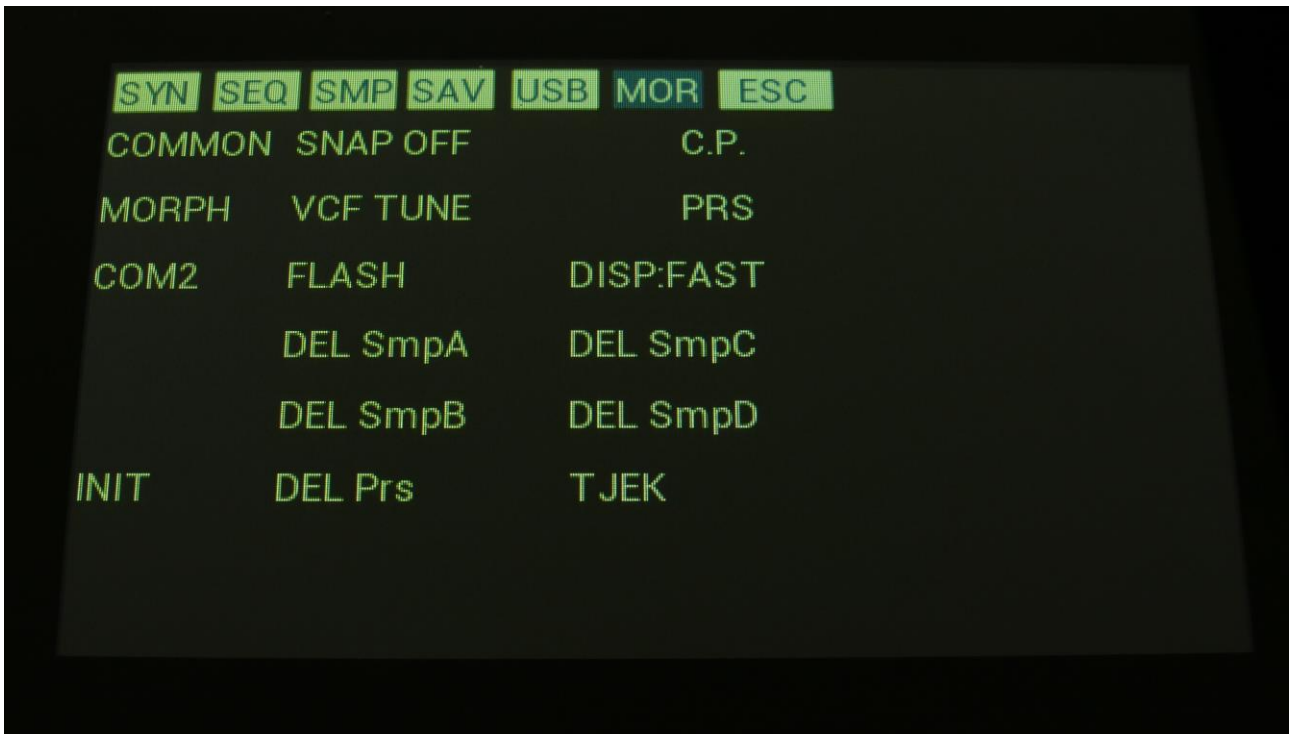 SYN SEQ SMP SAV USB MOR ESC
COMMON SNAP OFF C.P.
MORPH VCF TUNE PRS
COM2 FLASH DISP:FAST
DEL SmpA DEL SmpC
DEL SmpB DEL SmpD
INIT DEL Prs TJEK